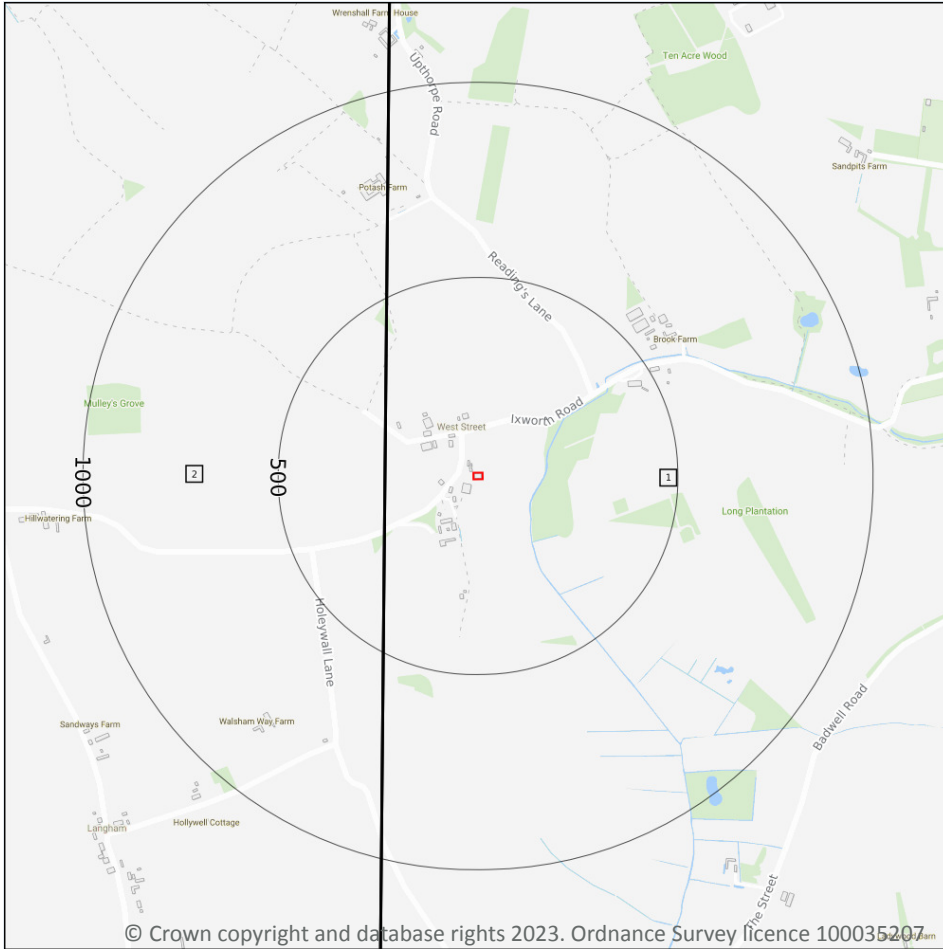 Wrenshall Farm House
Upthorpe Road
Ten Acre Wood
Sandpits Farm
Potash Farm
Reading's Lane
Brook Farm
Mulley's Grove
Ixworth Road
West Street
1000
2
500
1
Hillwatering Farm
Long Plantation
Holeywall Lane
Sandways Farm
Walsham Way Farm
Badwell Road
Langham
Hollywell Cottage
The Street
© Crown copyright and database rights 2023. Ordnance Survey licence 100035207